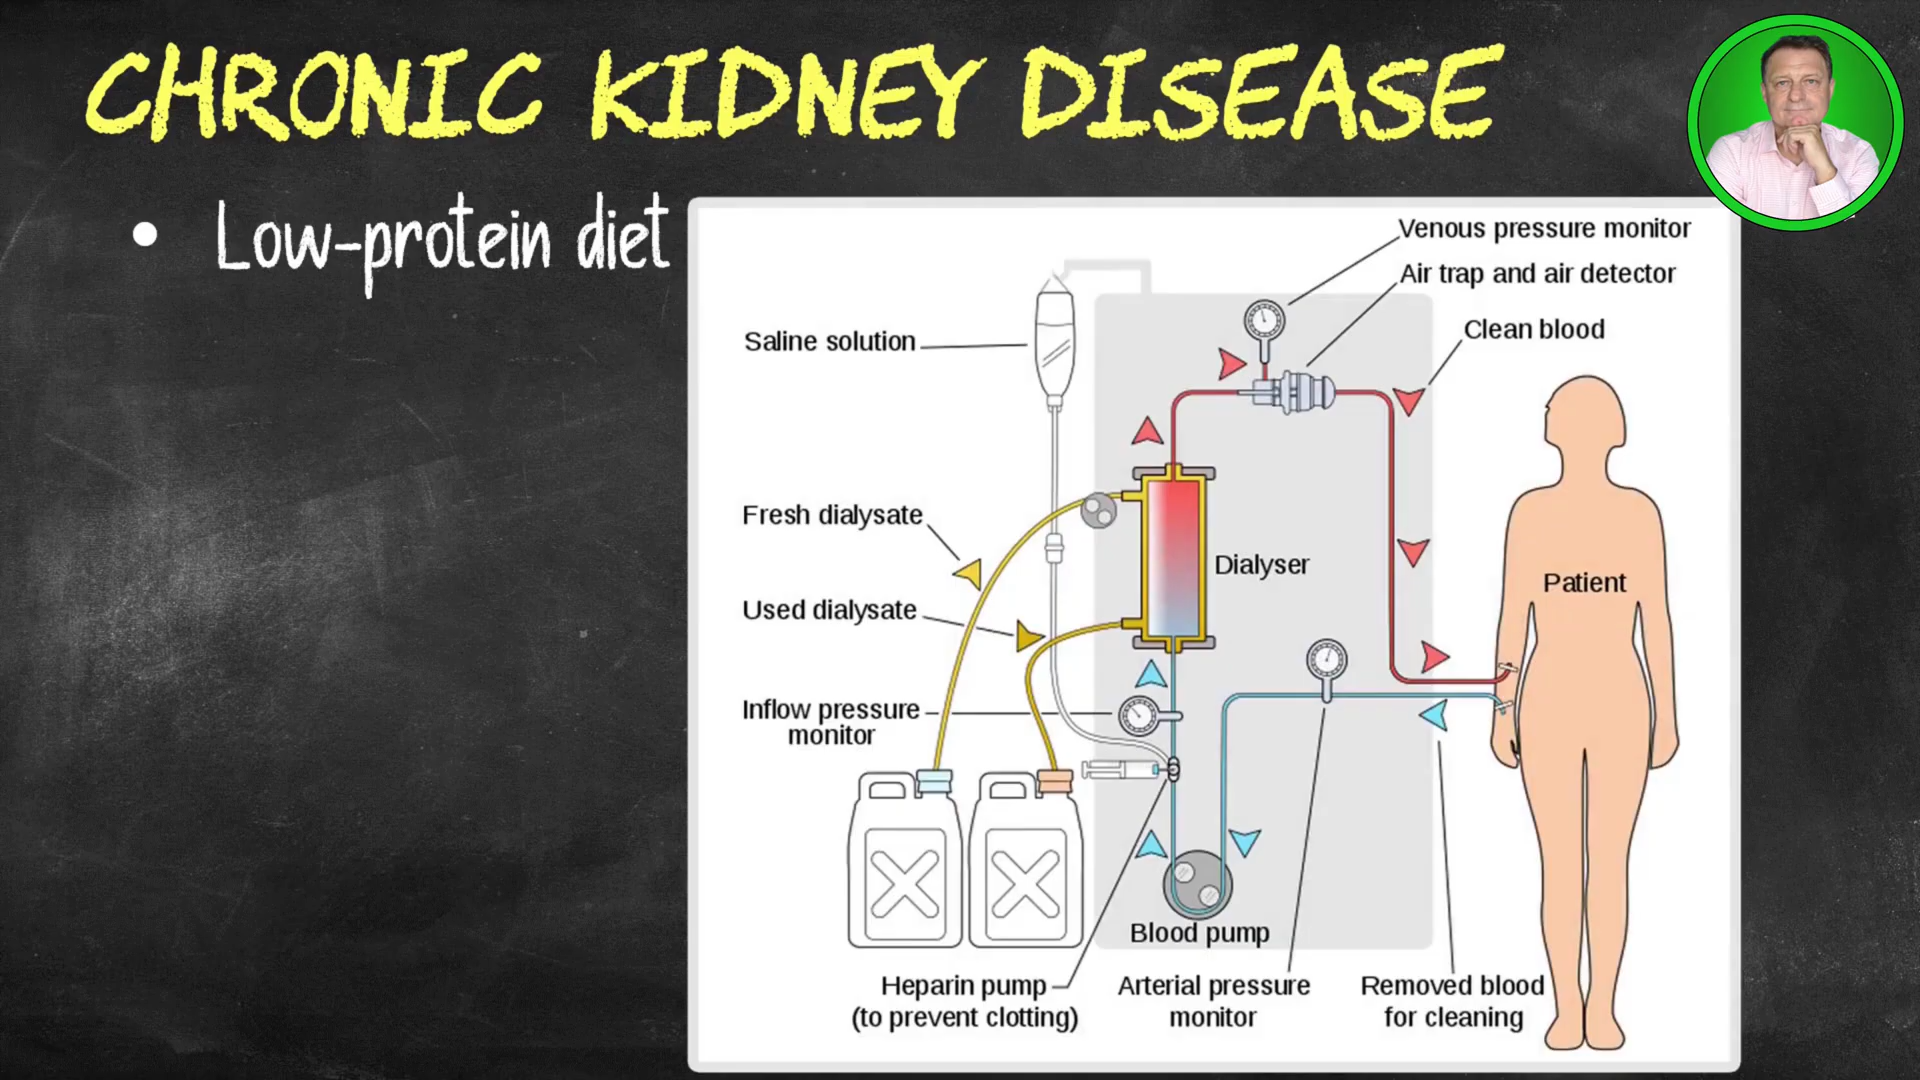 CHRONIC KIDNEY DISEASE
• Low-protein diet
Venous pressure monitor
Air trap and air detector
Clean blood
Saline solution
Fresh dialysate
Dialyser
Patient
Used dialysate
Inflow pressure
monitor
Blood pump
Heparin pump
(to prevent clotting)
Arterial pressure
monitor
Removed blood
for cleaning